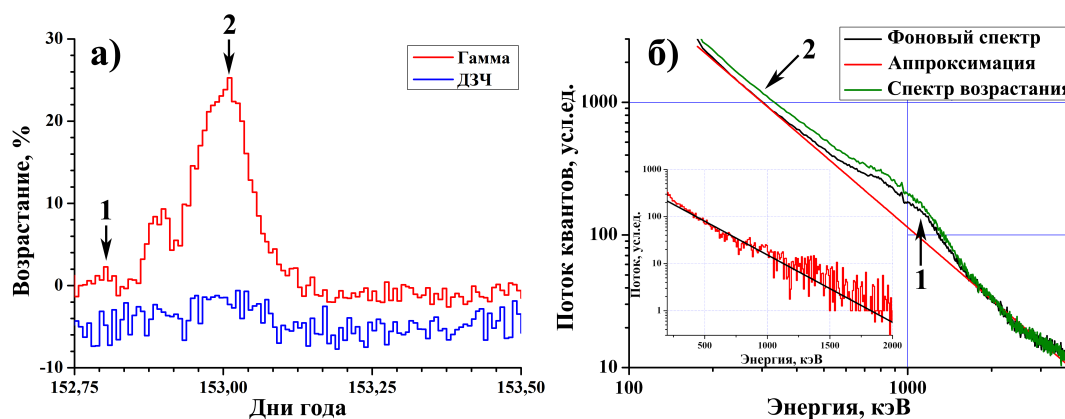 а)
1
2
Гамма
ДЗЧ
Возрастание, %
30
20
10
0
-10
152,75
153,00
153,25
153,50
Дни года
б)
2
1
Фоновый спектр
Аппроксимация
Спектр возрастания
Поток квантов, усл.ед.
1000
100
10
100
1000
Энергия, кэВ
Поток, усл.ед.
1000
100
10
1
500
1000
1500
2000
Энергия, кэВ